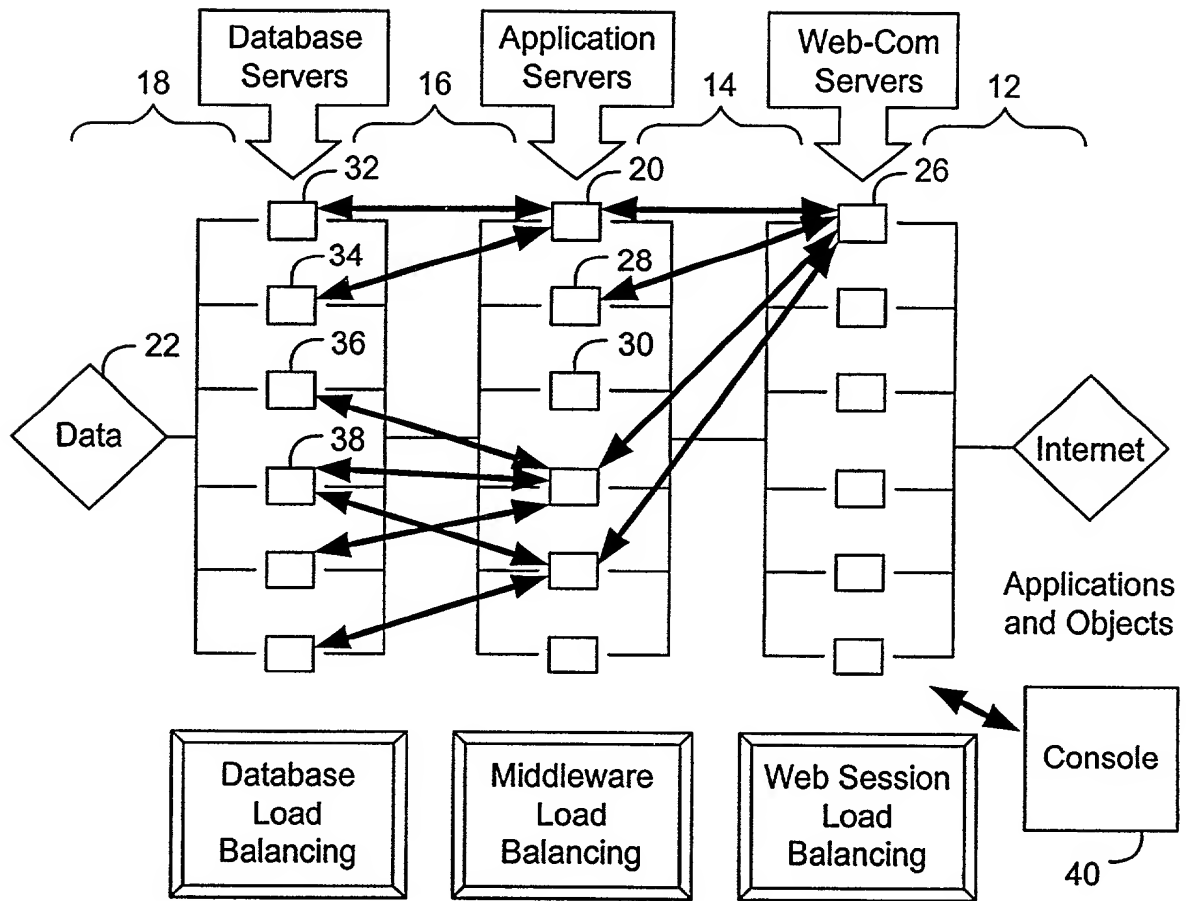 Database
Servers
Application
Servers
Web-Com
Servers
18
16
14
12
32
20
26
34
28
22
36
30
38
Data
Internet
Applications
and Objects
Database
Load
Balancing
Middleware
Load
Balancing
Web Session
Load
Balancing
Console
40